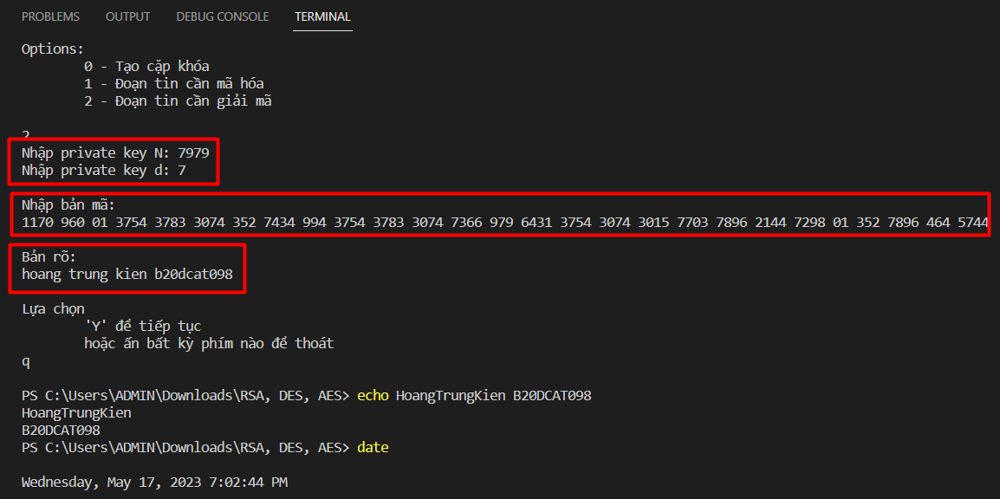 PROBLEMS OUTPUT DEBUG CONSOLE TERMINAL
Options:
0 - Tạo cặp khóa
1 - Đoạn tin cần mã hóa
2 - Đoạn tin cần giải mã
2
Nhập private key N: 7979
Nhập private key d: 7
Nhập bản mã:
1170 960 01 3754 3783 3074 352 7434 994 3754 3783 3074 7366 979 6431 3754 3074 3015 7703 7896 2144 7298 01 352 7896 464 5744
Bản rõ:
hoang trung kien b20dcat098
Lựa chọn
'Y' để tiếp tục
hoặc ấn bất kỳ phím nào để thoát
q
PS C:\Users\ADMIN\Downloads\RSA, DES, AES> echo HoangTrungKien B20DCAT098
HoangTrungKien
B20DCAT098
PS C:\Users\ADMIN\Downloads\RSA, DES, AES> date
Wednesday, May 17, 2023 7:02:44 PM